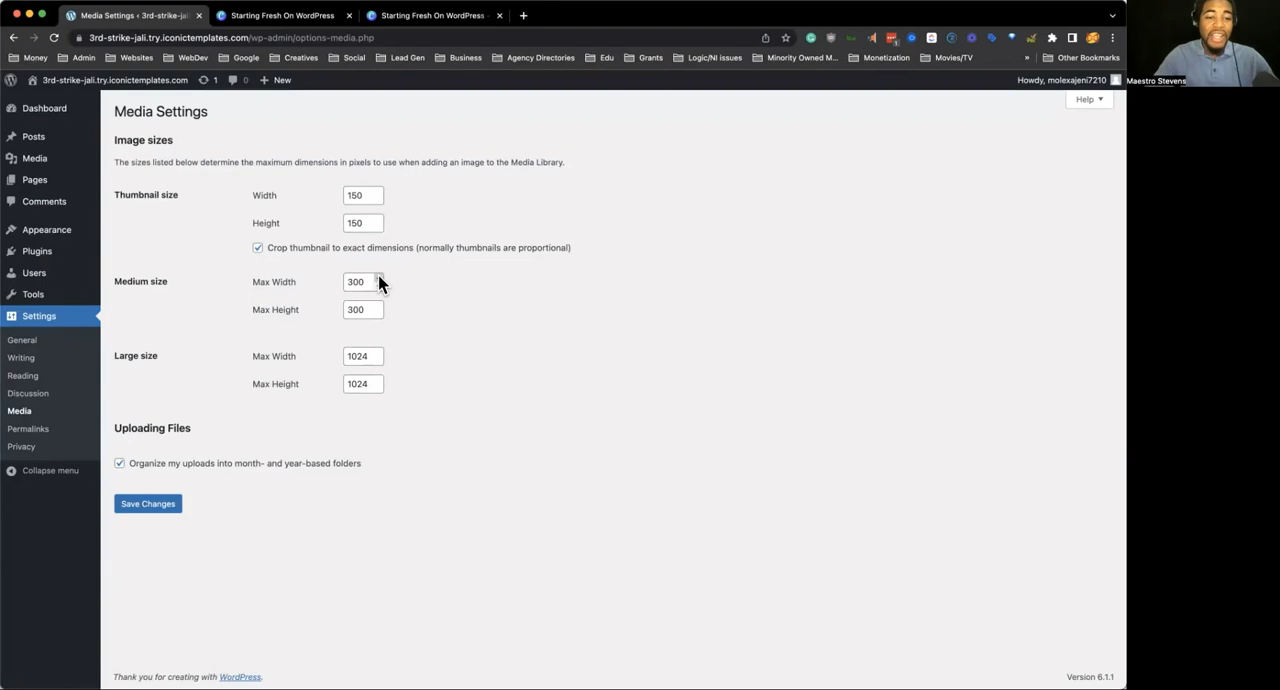 Media Settings < 3rd-strike-jali
Starting Fresh On WordPress
Starting Fresh On WordPress
3rd-strike-jali.try.iconictemplates.com/wp-admin/options-media.php
Money Admin Websites WebDev Google Creatives Social Lead Gen Business Agency Directories Edu Grants Logic/NI issues Minority Owned M... Monetization Movies/TV » Other Bookmarks
3rd-strike-jali.try.iconictemplates.com 1 0 + New Howdy, molexajeni7210
Maestro Stevens
Help
Dashboard
Posts
Media
Pages
Comments
Appearance
Plugins
Users
Tools
Settings
General
Writing
Reading
Discussion
Media
Permalinks
Privacy
Collapse menu
Media Settings
Image sizes
The sizes listed below determine the maximum dimensions in pixels to use when adding an image to the Media Library.
Thumbnail size Width 150
Height 150
Crop thumbnail to exact dimensions (normally thumbnails are proportional)
Medium size Max Width 300
Max Height 300
Large size Max Width 1024
Max Height 1024
Uploading Files
Organize my uploads into month- and year-based folders
Save Changes
Thank you for creating with WordPress. Version 6.1.1